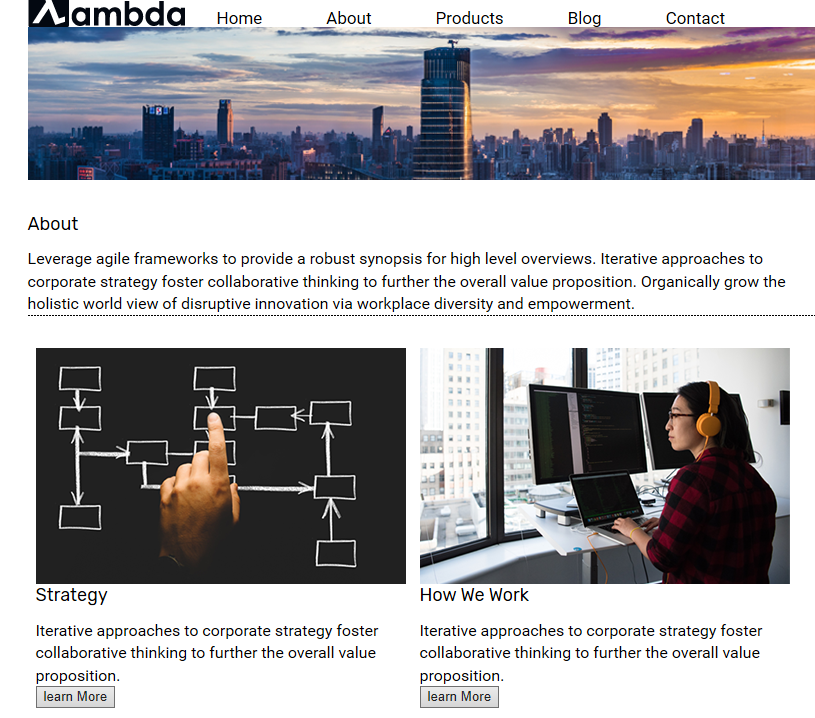 λambda Home About Products Blog Contact
About
Leverage agile frameworks to provide a robust synopsis for high level overviews. Iterative approaches to
corporate strategy foster collaborative thinking to further the overall value proposition. Organically grow the
holistic world view of disruptive innovation via workplace diversity and empowerment.
Strategy
How We Work
Iterative approaches to corporate strategy foster
collaborative thinking to further the overall value
proposition.
learn More
Iterative approaches to corporate strategy foster
collaborative thinking to further the overall value
proposition.
learn More